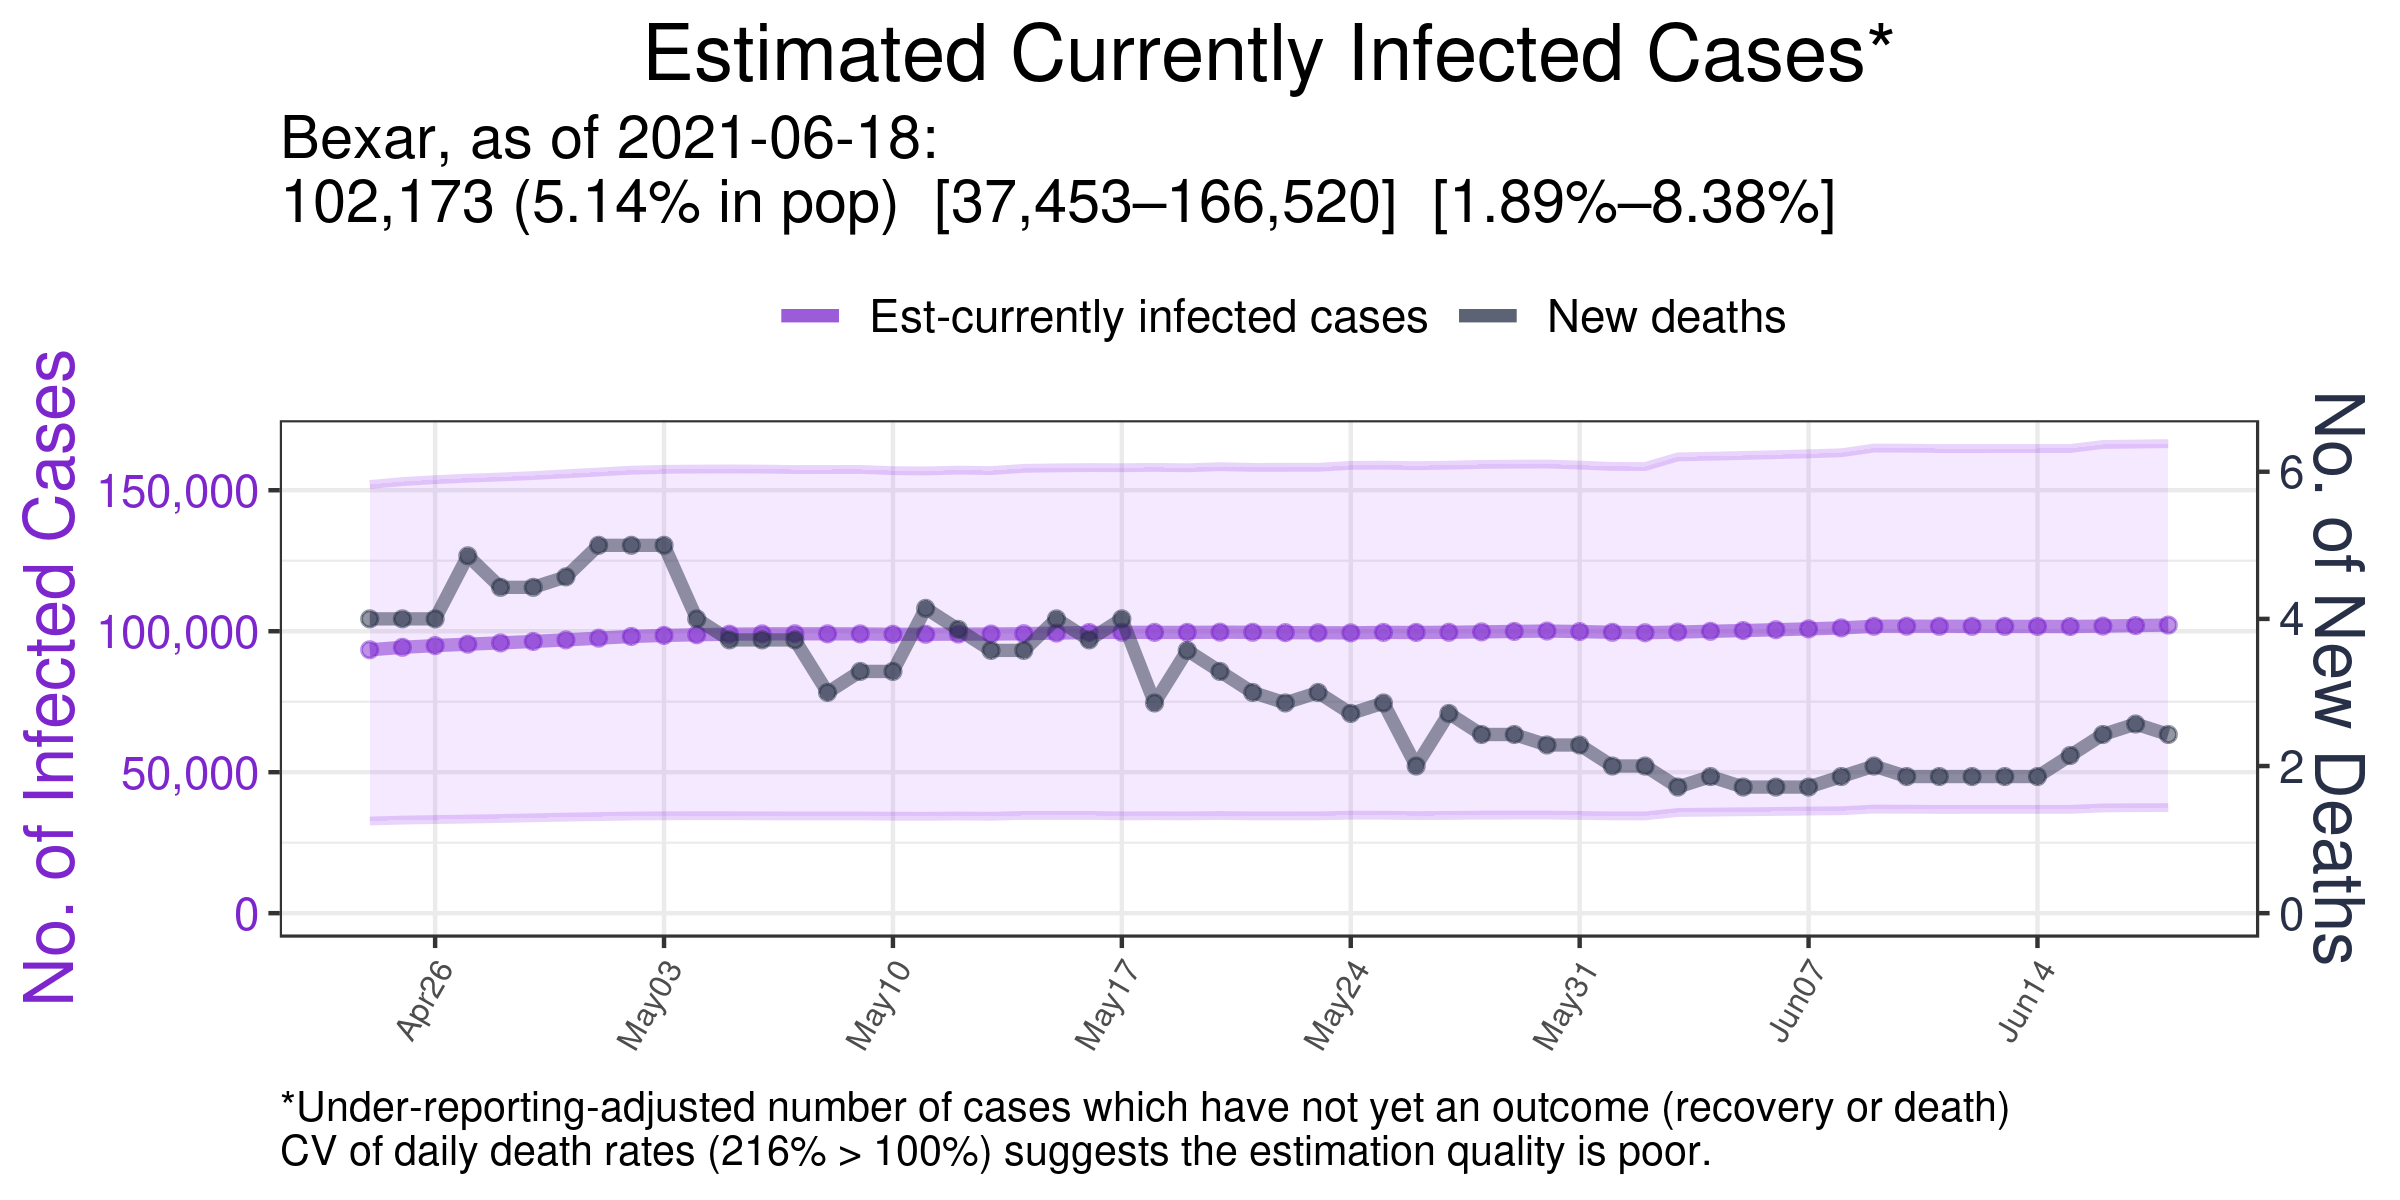 Estimated Currently Infected Cases*
Bexar, as of 2021-06-18:
102,173 (5.14% in pop)  [37,453–166,520]  [1.89%–8.38%]
Est-currently infected cases
New deaths
No. of Infected Cases
150,000
100,000
50,000
0
6
4
2
0
No. of New Deaths
Apr26
May03
May10
May17
May24
May31
Jun07
Jun14
*Under-reporting-adjusted number of cases which have not yet an outcome (recovery or death)
CV of daily death rates (216% > 100%) suggests the estimation quality is poor.